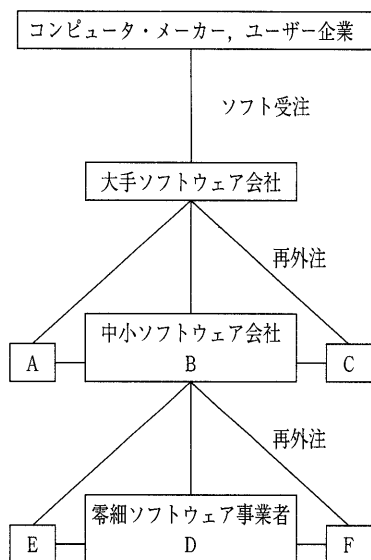 コンピュータ・メーカー，ユーザー企業
ソフト受注
大手ソフトウェア会社
再外注
中小ソフトウェア会社
A
B
C
再外注
零細ソフトウェア事業者
E
D
F